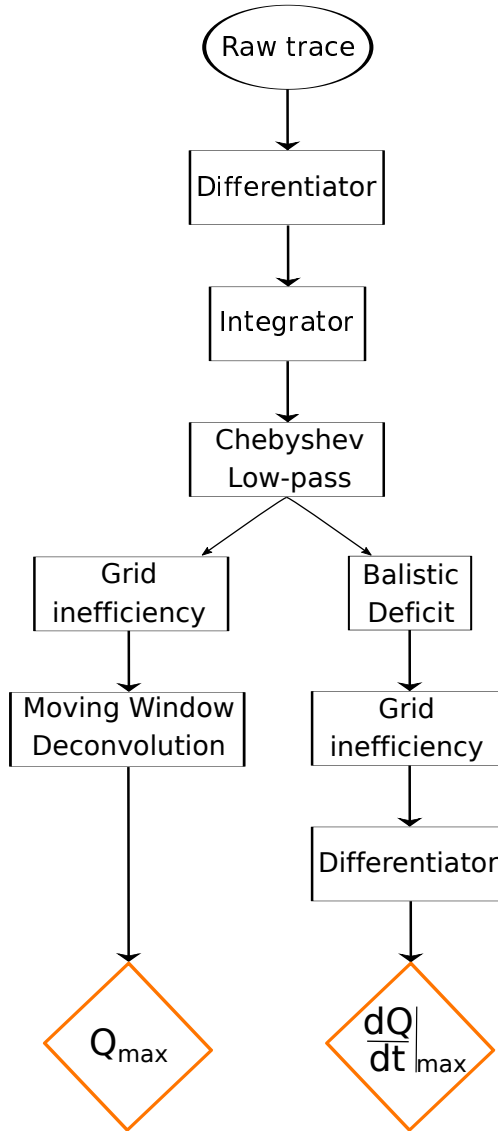 Raw trace
Differentiator
Integrator
Chebyshev
Low-pass
Grid
inefficiency
Moving Window
Deconvolution
Qmax
Balistic
Deficit
Grid
inefficiency
Differentiator
dQ
dt|max